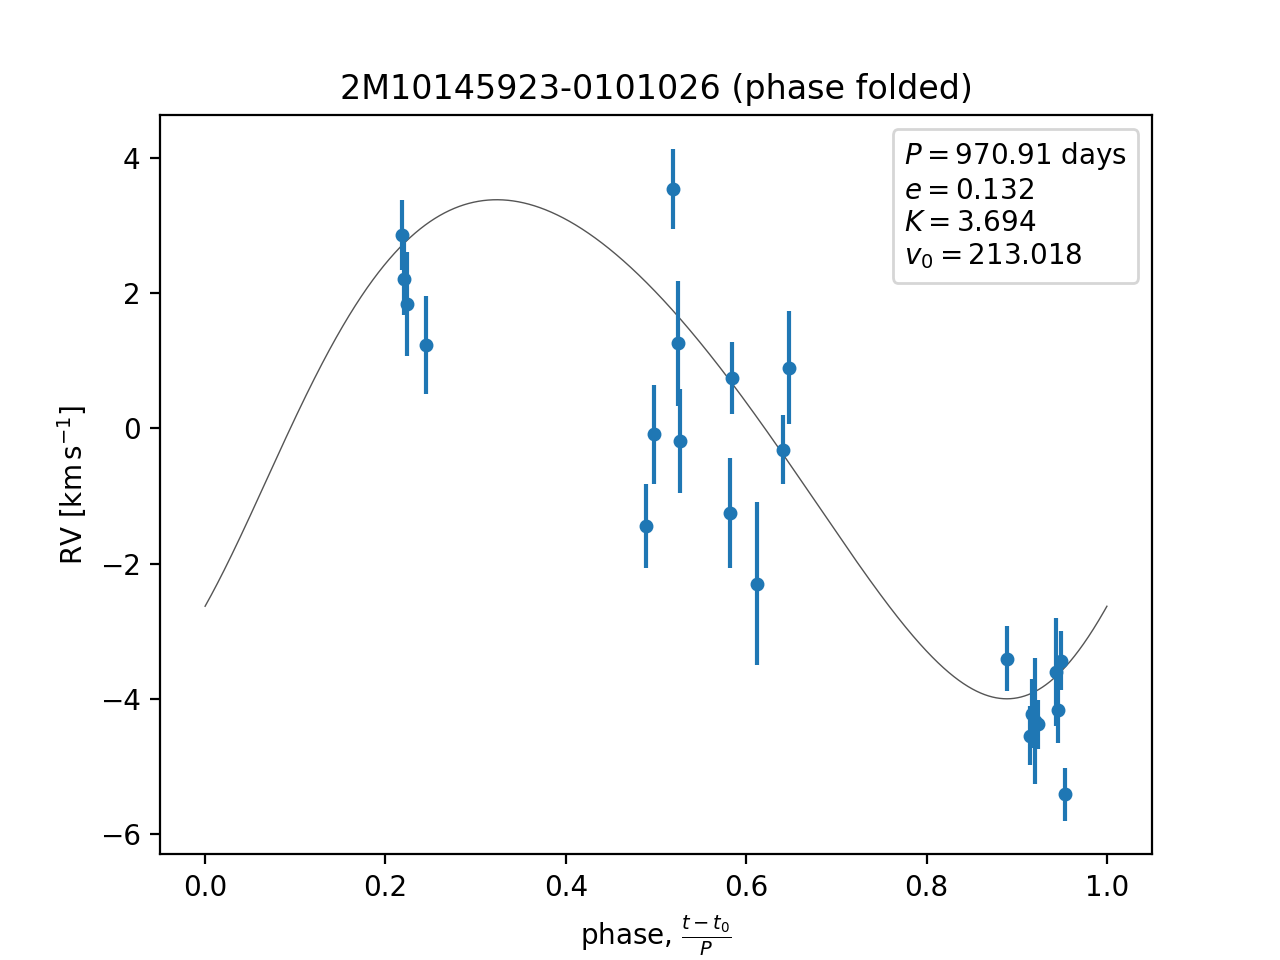 2M10145923-0101026 (phase folded)
P = 970.91 days
e = 0.132
K = 3.694
v₀ = 213.018
RV [km s⁻¹]
4
2
0
−2
−4
−6
0.0 0.2 0.4 0.6 0.8 1.0
phase, (t − t₀)/P